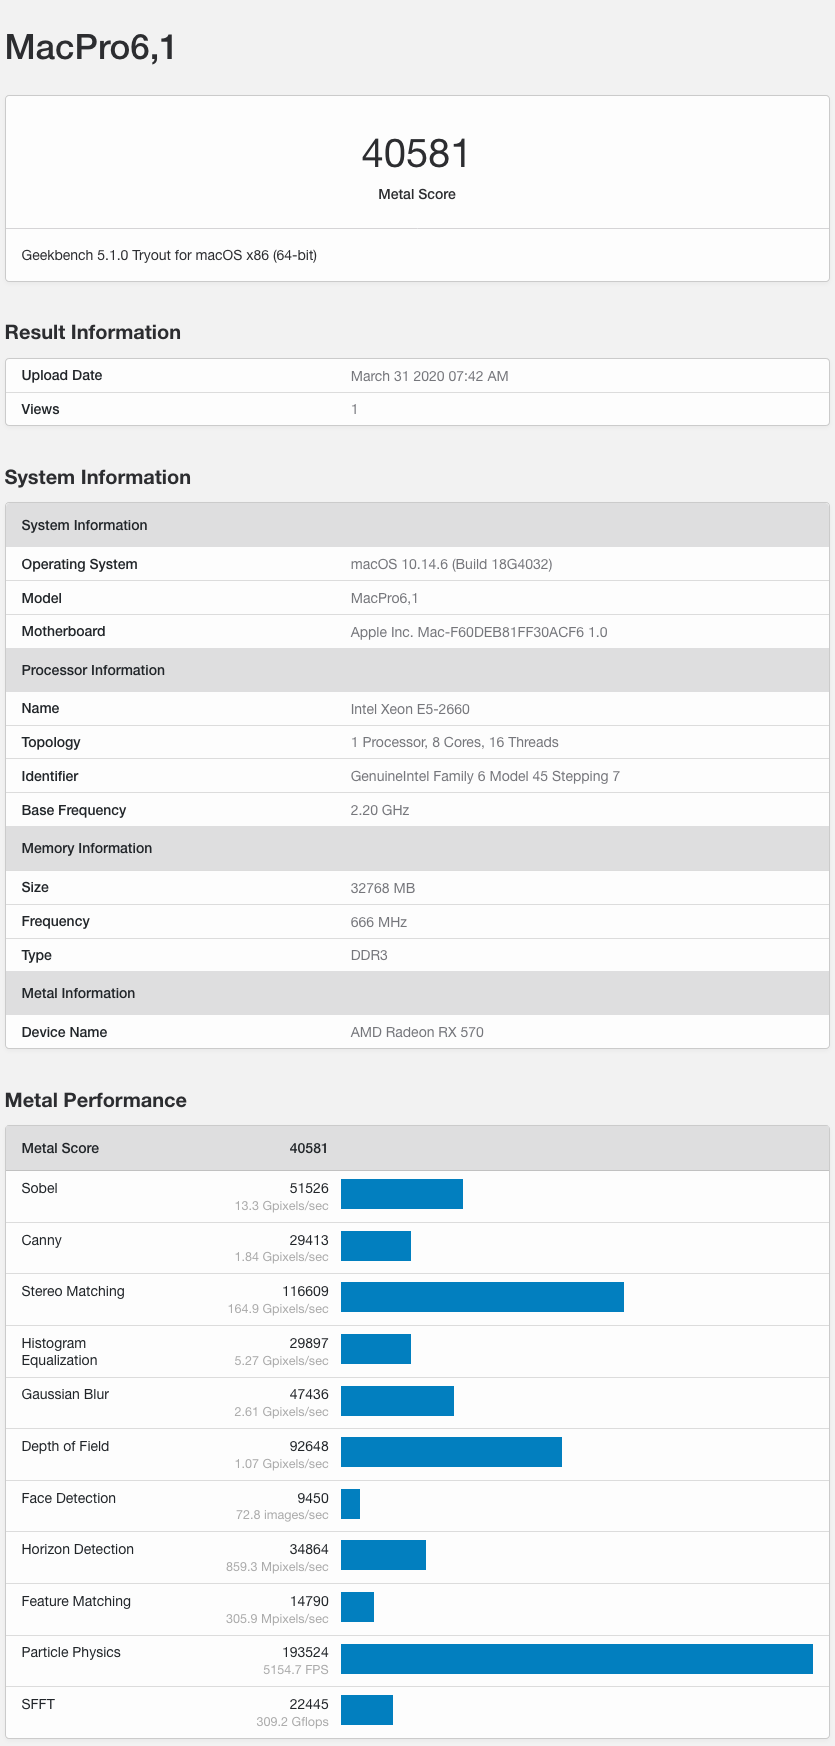 MacPro6,1
40581
Metal Score
Geekbench 5.1.0 Tryout for macOS x86 (64-bit)
Result Information
Upload Date March 31 2020 07:42 AM
Views 1
System Information
System Information
Operating System macOS 10.14.6 (Build 18G4032)
Model MacPro6,1
Motherboard Apple Inc. Mac-F60DEB81FF30ACF6 1.0
Processor Information
Name Intel Xeon E5-2660
Topology 1 Processor, 8 Cores, 16 Threads
Identifier GenuineIntel Family 6 Model 45 Stepping 7
Base Frequency 2.20 GHz
Memory Information
Size 32768 MB
Frequency 666 MHz
Type DDR3
Metal Information
Device Name AMD Radeon RX 570
Metal Performance
Metal Score 40581
Sobel 51526
13.3 Gpixels/sec
Canny 29413
1.84 Gpixels/sec
Stereo Matching 116609
164.9 Gpixels/sec
Histogram 29897
Equalization 5.27 Gpixels/sec
Gaussian Blur 47436
2.61 Gpixels/sec
Depth of Field 92648
1.07 Gpixels/sec
Face Detection 9450
72.8 images/sec
Horizon Detection 34864
859.3 Mpixels/sec
Feature Matching 14790
305.9 Mpixels/sec
Particle Physics 193524
5154.7 FPS
SFFT 22445
309.2 Gflops